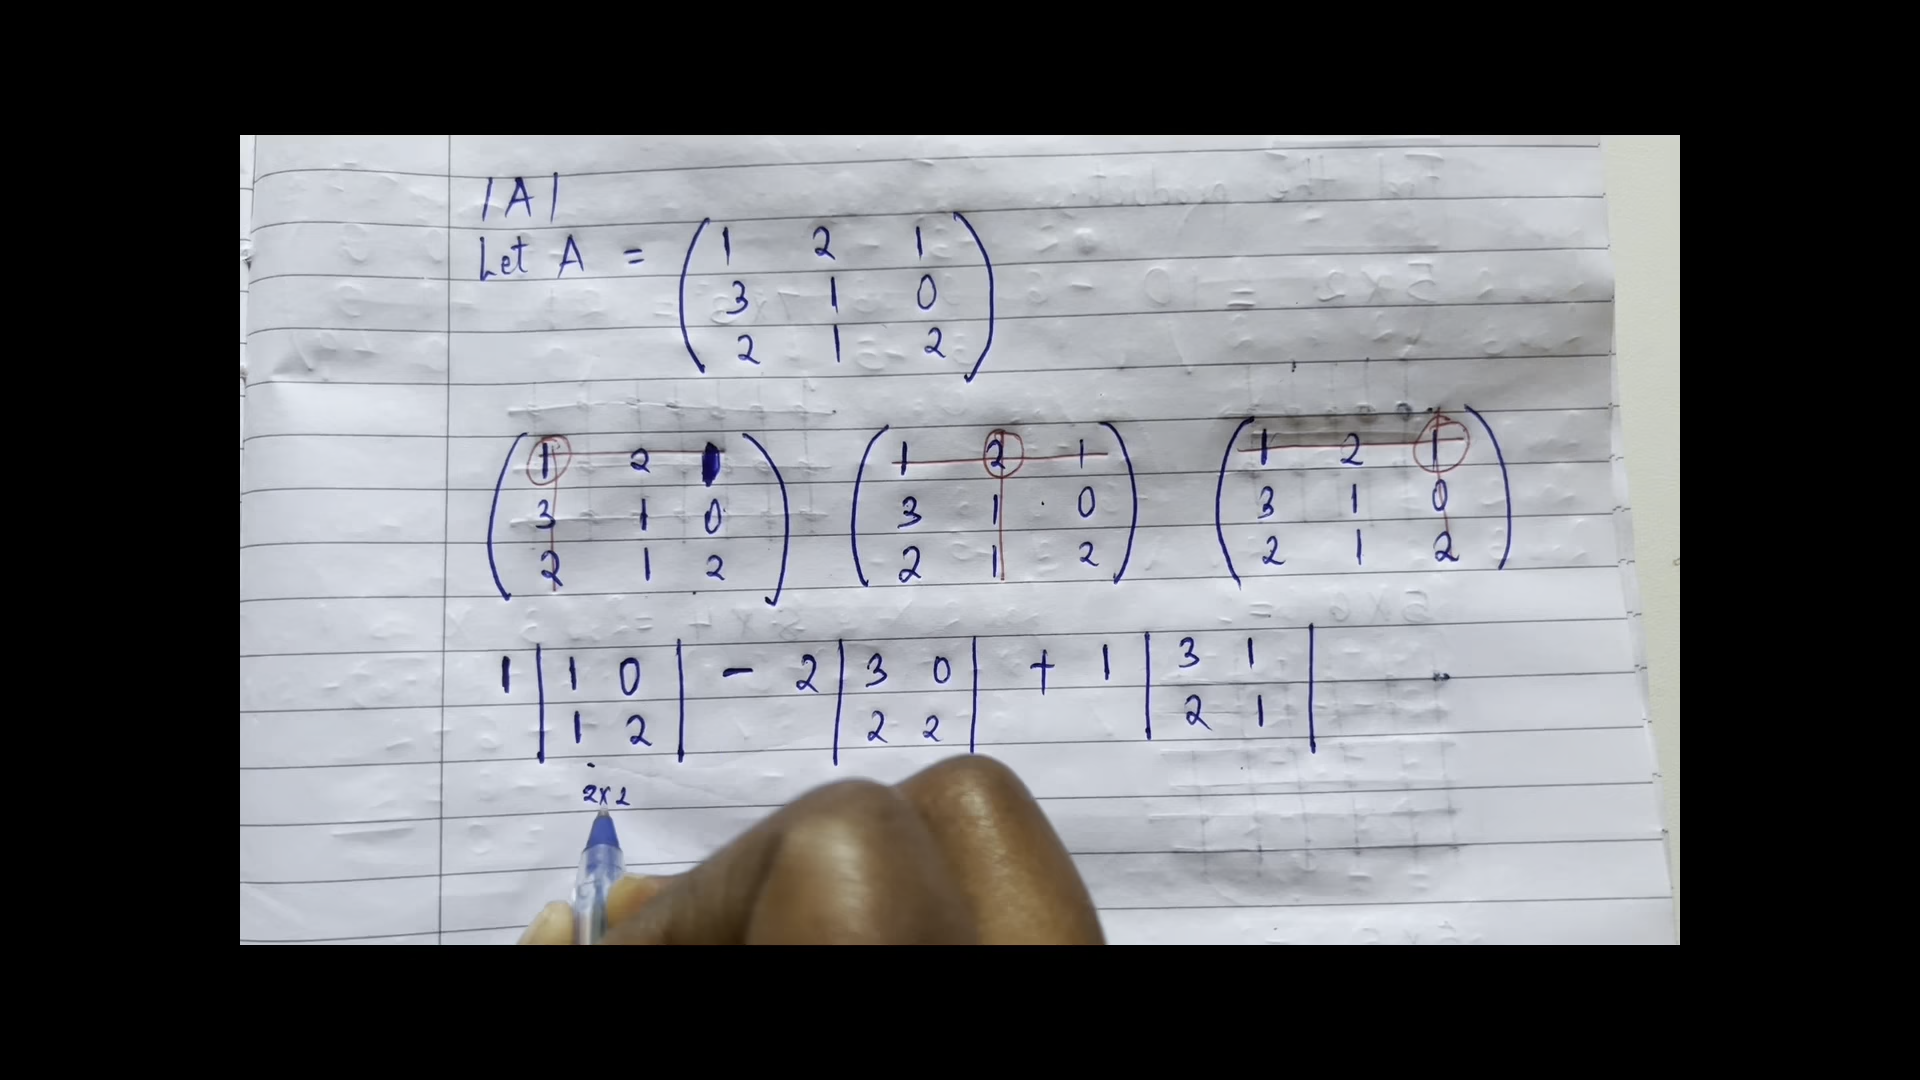 |A|
Let A = ( 1 2 1
3 1 0
2 1 2 )
( 1 2 1 ) ( 1 2 1 ) ( 1 2 1 )
3 1 0 3 1 0 3 1 0
2 1 2 2 1 2 2 1 2
1 | 1 0 | - 2 | 3 0 | + 1 | 3 1 |
1 2 2 2 2 1
2x2